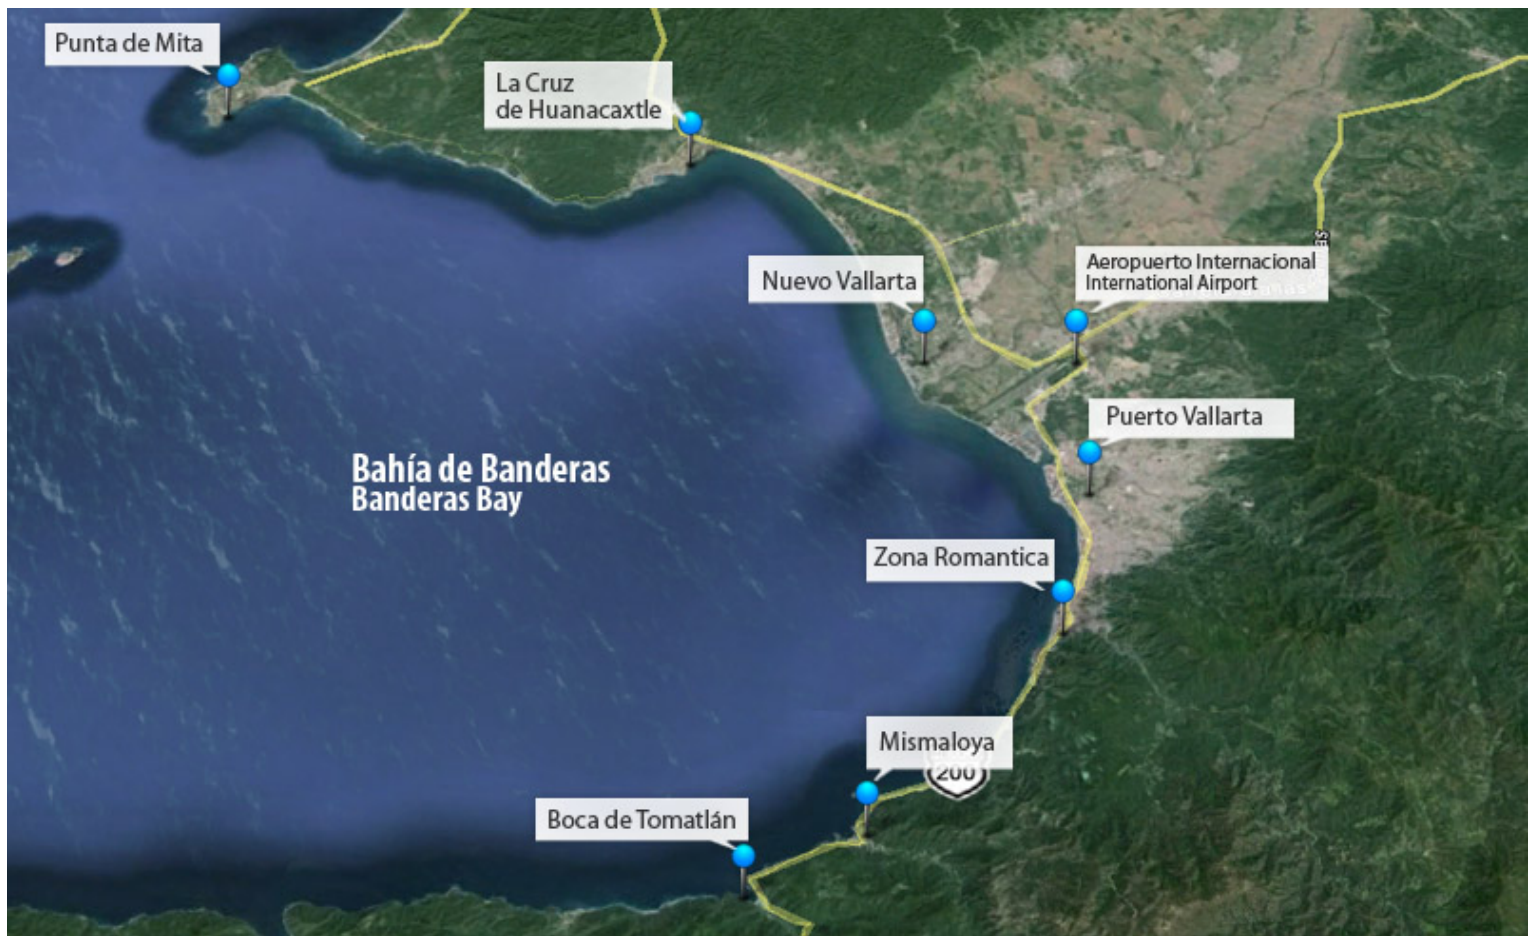 Punta de Mita
La Cruz
de Huanacaxtle
Nuevo Vallarta
Aeropuerto Internacional
International Airport
Puerto Vallarta
Bahía de Banderas
Banderas Bay
Zona Romantica
Mismaloya
200
Boca de Tomatlán